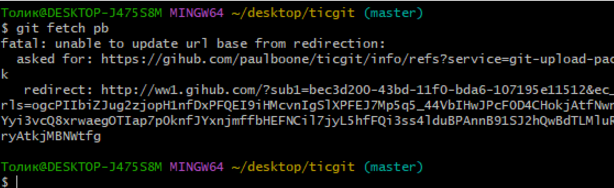 Толик@DESKTOP-J475S8M MINGW64 ~/desktop/ticgit (master)
$ git fetch pb
fatal: unable to update url base from redirection:
  asked for: https://gihub.com/paulboone/ticgit/info/refs?service=git-upload-pac
k
   redirect: http://ww1.gihub.com/?sub1=bec3d200-43bd-11f0-bda6-107195e11512&ec_
rls=ogcPIIbiZJug2zjopH1nfDxPFQEI9iHMcvnIgSlXPFEJ7Mp5q5_44VbIHwJPcFOD4CHokjAtfNwr
Yyi3vcQ8xrwaegOTIap7pOknfJYxnjmffbHEFNCil7jyL5hfFQi3ss4lduBPAnnB91SJ2hQwBdTLMluR
ryAtkjMBNWtfg

Толик@DESKTOP-J475S8M MINGW64 ~/desktop/ticgit (master)
$